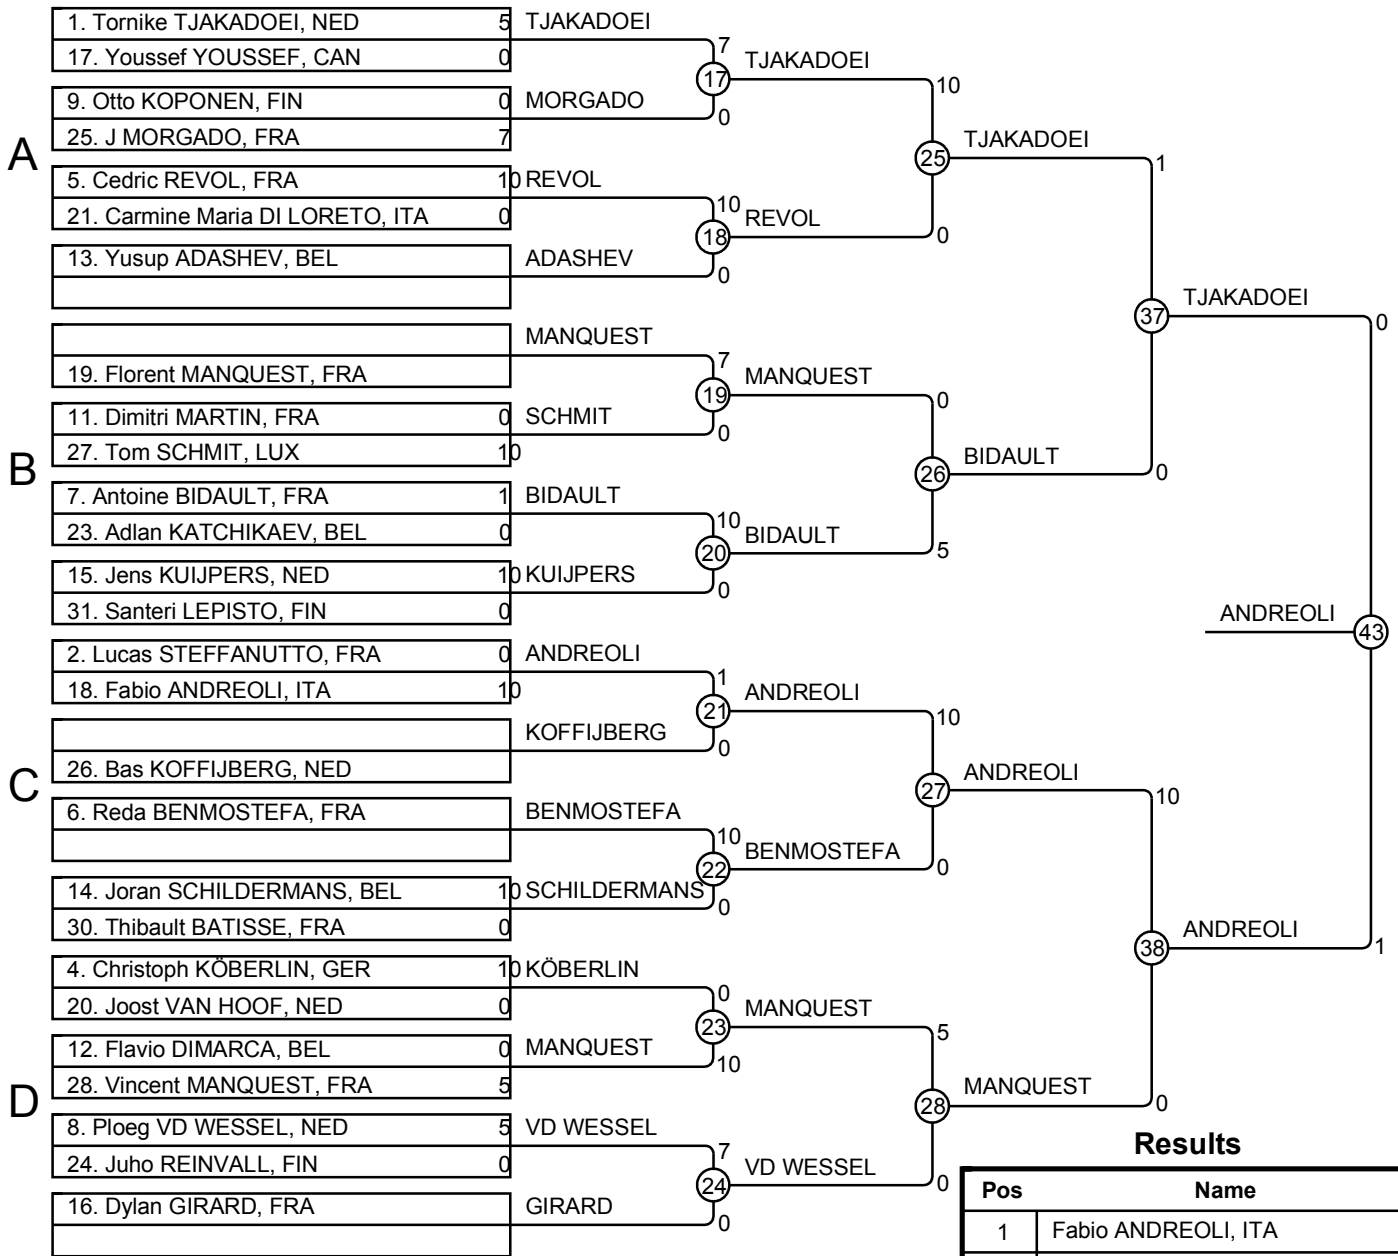 A
1. Tornike TJAKADOEI, NED 5
17. Youssef YOUSSEF, CAN 0
9. Otto KOPONEN, FIN 0
25. J MORGADO, FRA 7
5. Cedric REVOL, FRA 10
21. Carmine Maria DI LORETO, ITA 0
13. Yusup ADASHEV, BEL
B
19. Florent MANQUEST, FRA
11. Dimitri MARTIN, FRA 0
27. Tom SCHMIT, LUX 10
7. Antoine BIDAULT, FRA 1
23. Adlan KATCHIKAEV, BEL 0
15. Jens KUIJPERS, NED 10
31. Santeri LEPISTO, FIN 0
C
2. Lucas STEFFANUTTO, FRA 0
18. Fabio ANDREOLI, ITA 10
26. Bas KOFFIJBERG, NED
6. Reda BENMOSTEFA, FRA
14. Joran SCHILDERMANS, BEL 10
30. Thibault BATISSE, FRA 0
D
4. Christoph KÖBERLIN, GER 10
20. Joost VAN HOOF, NED 0
12. Flavio DIMARCA, BEL 0
28. Vincent MANQUEST, FRA 5
8. Ploeg VD WESSEL, NED 5
24. Juho REINVALL, FIN 0
16. Dylan GIRARD, FRA
TJAKADOEI 7
17
MORGADO 0
REVOL 10
18
ADASHEV 0
MANQUEST 7
19
SCHMIT 0
BIDAULT 10
20
KUIJPERS 0
ANDREOLI 1
21
KOFFIJBERG 0
BENMOSTEFA 10
22
SCHILDERMANS 0
KÖBERLIN 0
23
MANQUEST 10
VD WESSEL 7
24
GIRARD 0
TJAKADOEI 10
25
REVOL 0
MANQUEST 0
26
BIDAULT 5
ANDREOLI 10
27
BENMOSTEFA 0
MANQUEST 5
28
VD WESSEL 0
TJAKADOEI 1
37
BIDAULT 0
ANDREOLI 10
38
MANQUEST 0
TJAKADOEI 0
43
ANDREOLI 1
ANDREOLI
Results
Pos Name
1 Fabio ANDREOLI, ITA